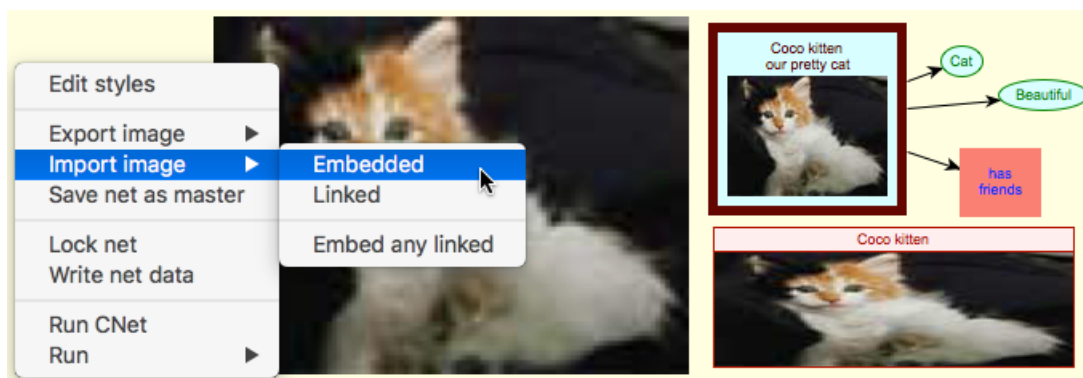 Edit styles
Export image
Import image
Save net as master
Lock net
Write net data
Run CNet
Run
Embedded
Linked
Embed any linked
Coco kitten
our pretty cat
Cat
Beautiful
has
friends
Coco kitten